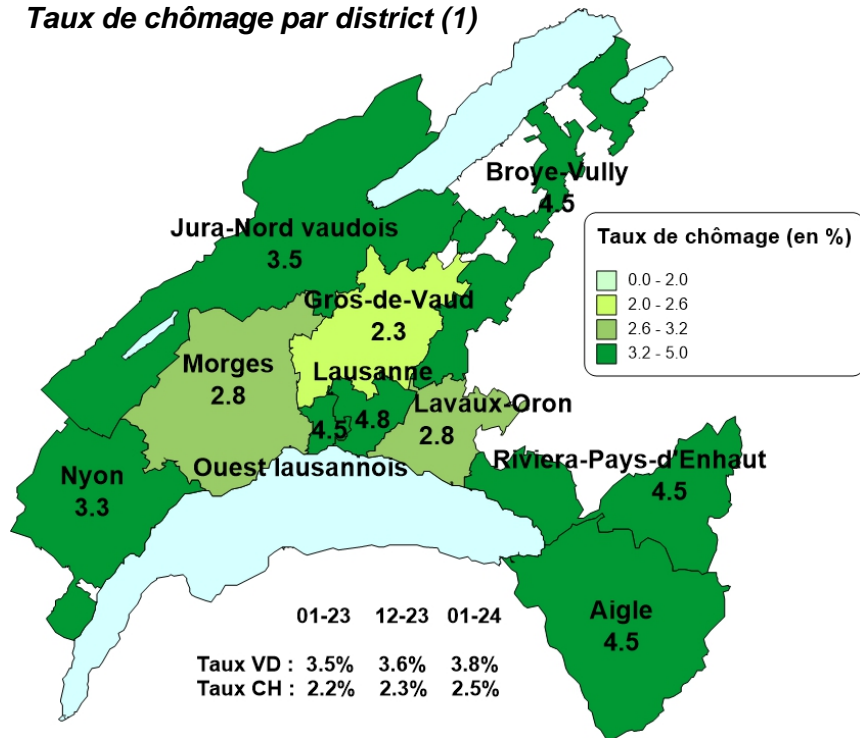 Taux de chômage par district (1)
Broye-Vully
4.5
Jura-Nord vaudois
3.5
Taux de chômage (en %)
0.0 - 2.0
2.0 - 2.6
2.6 - 3.2
3.2 - 5.0
Gros-de-Vaud
2.3
Morges
2.8
Lausanne
4.8
Lavaux-Oron
2.8
4.5
Ouest lausannois
Riviera-Pays-d'Enhaut
4.5
Nyon
3.3
Aigle
4.5
01-23 12-23 01-24
Taux VD : 3.5% 3.6% 3.8%
Taux CH : 2.2% 2.3% 2.5%